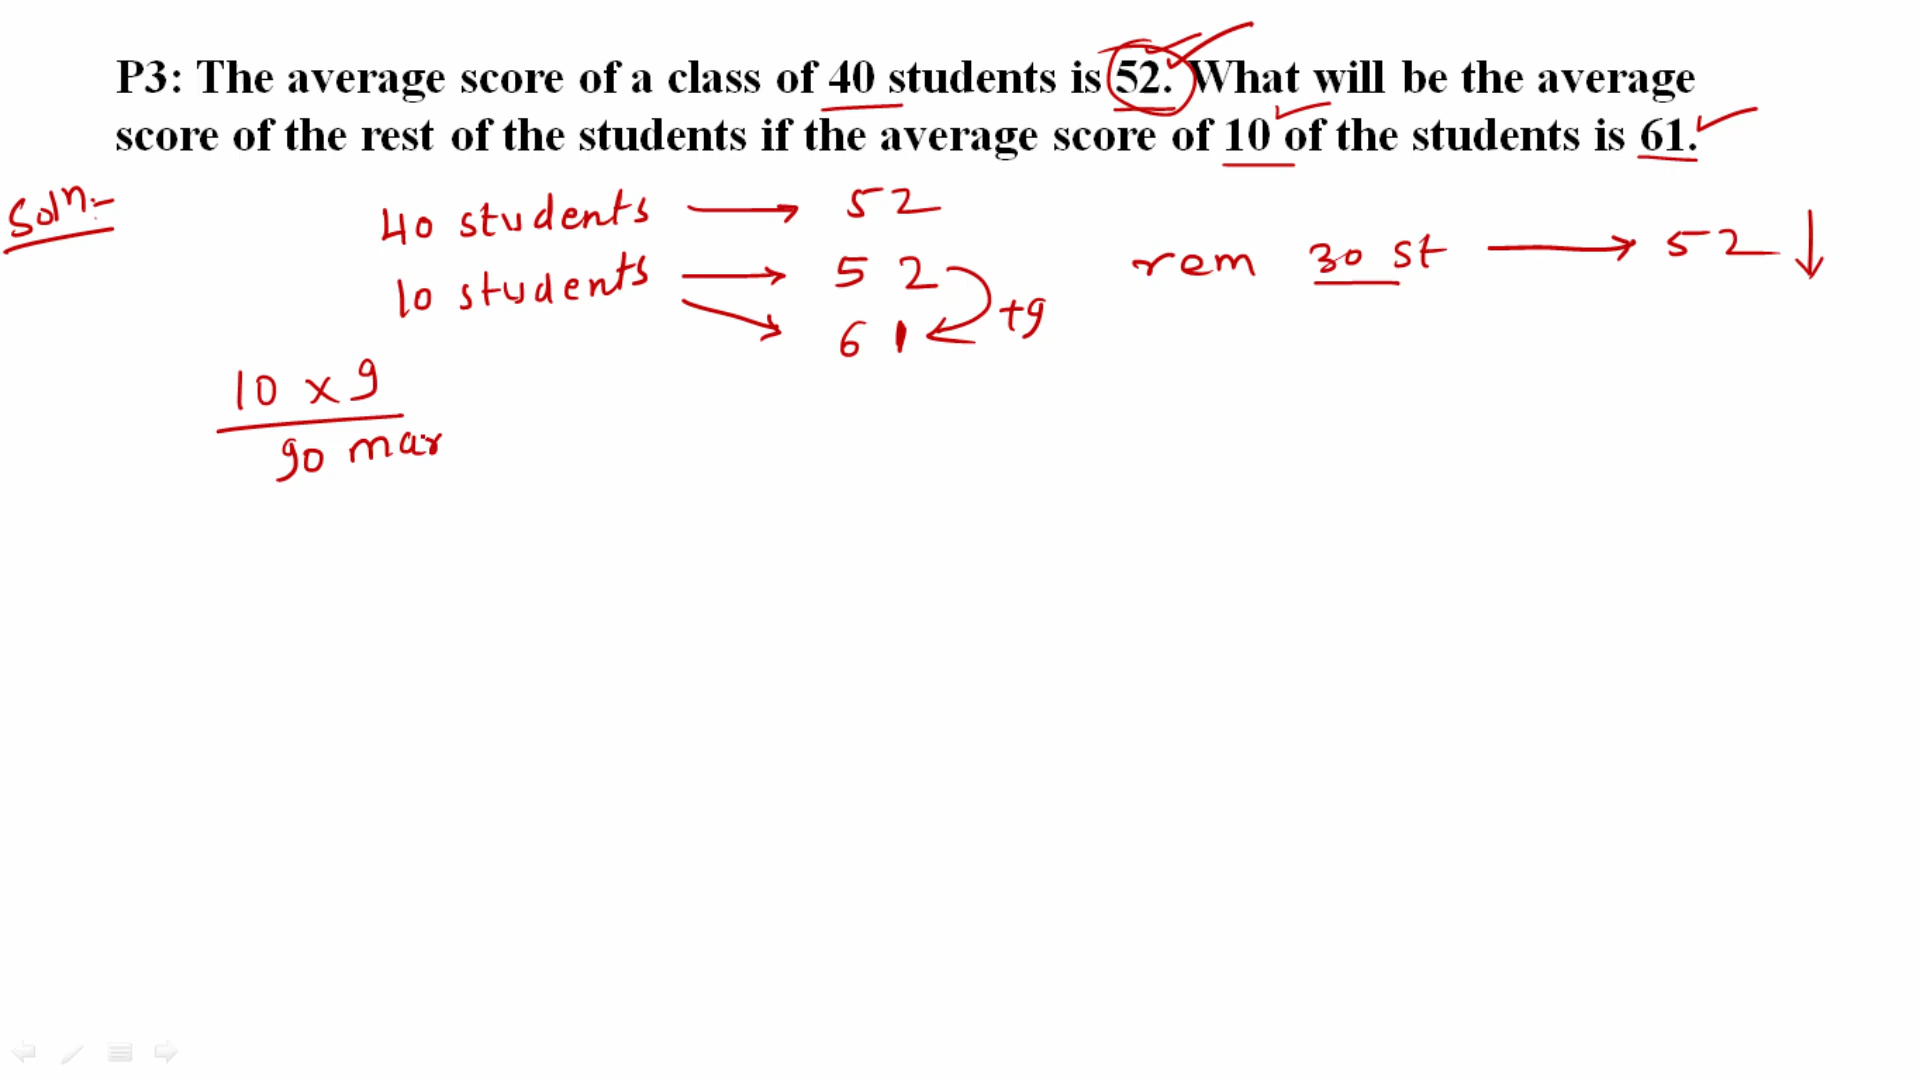 P3: The average score of a class of 40 students is 52. What will be the average
score of the rest of the students if the average score of 10 of the students is 61.
Soln:-
40 students → 52
10 students → 52
61
+9
rem 30 st → 52 ↓
10 x 9
90 mar